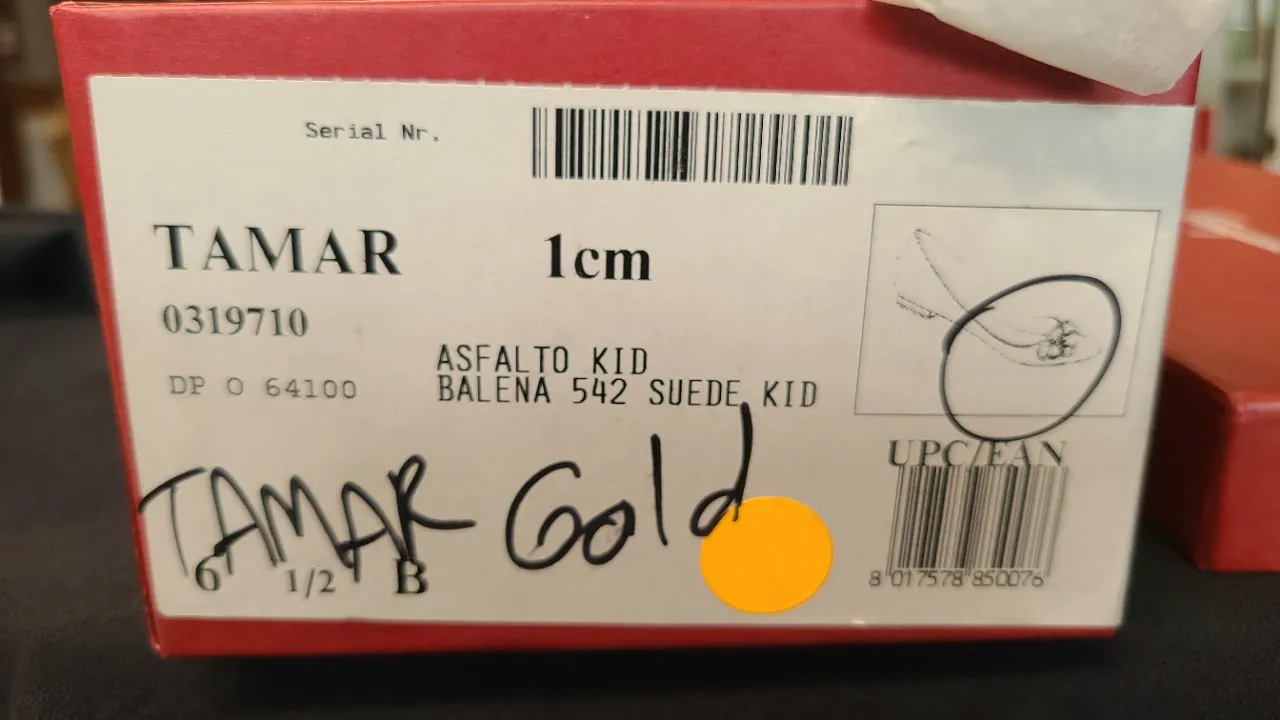 Serial Nr.
TAMAR 1cm
0319710
ASFALTO KID
DP O 64100 BALENA 542 SUEDE KID
UPC/EAN
TAMAR Gold
6 1/2 B
8 017578 850076